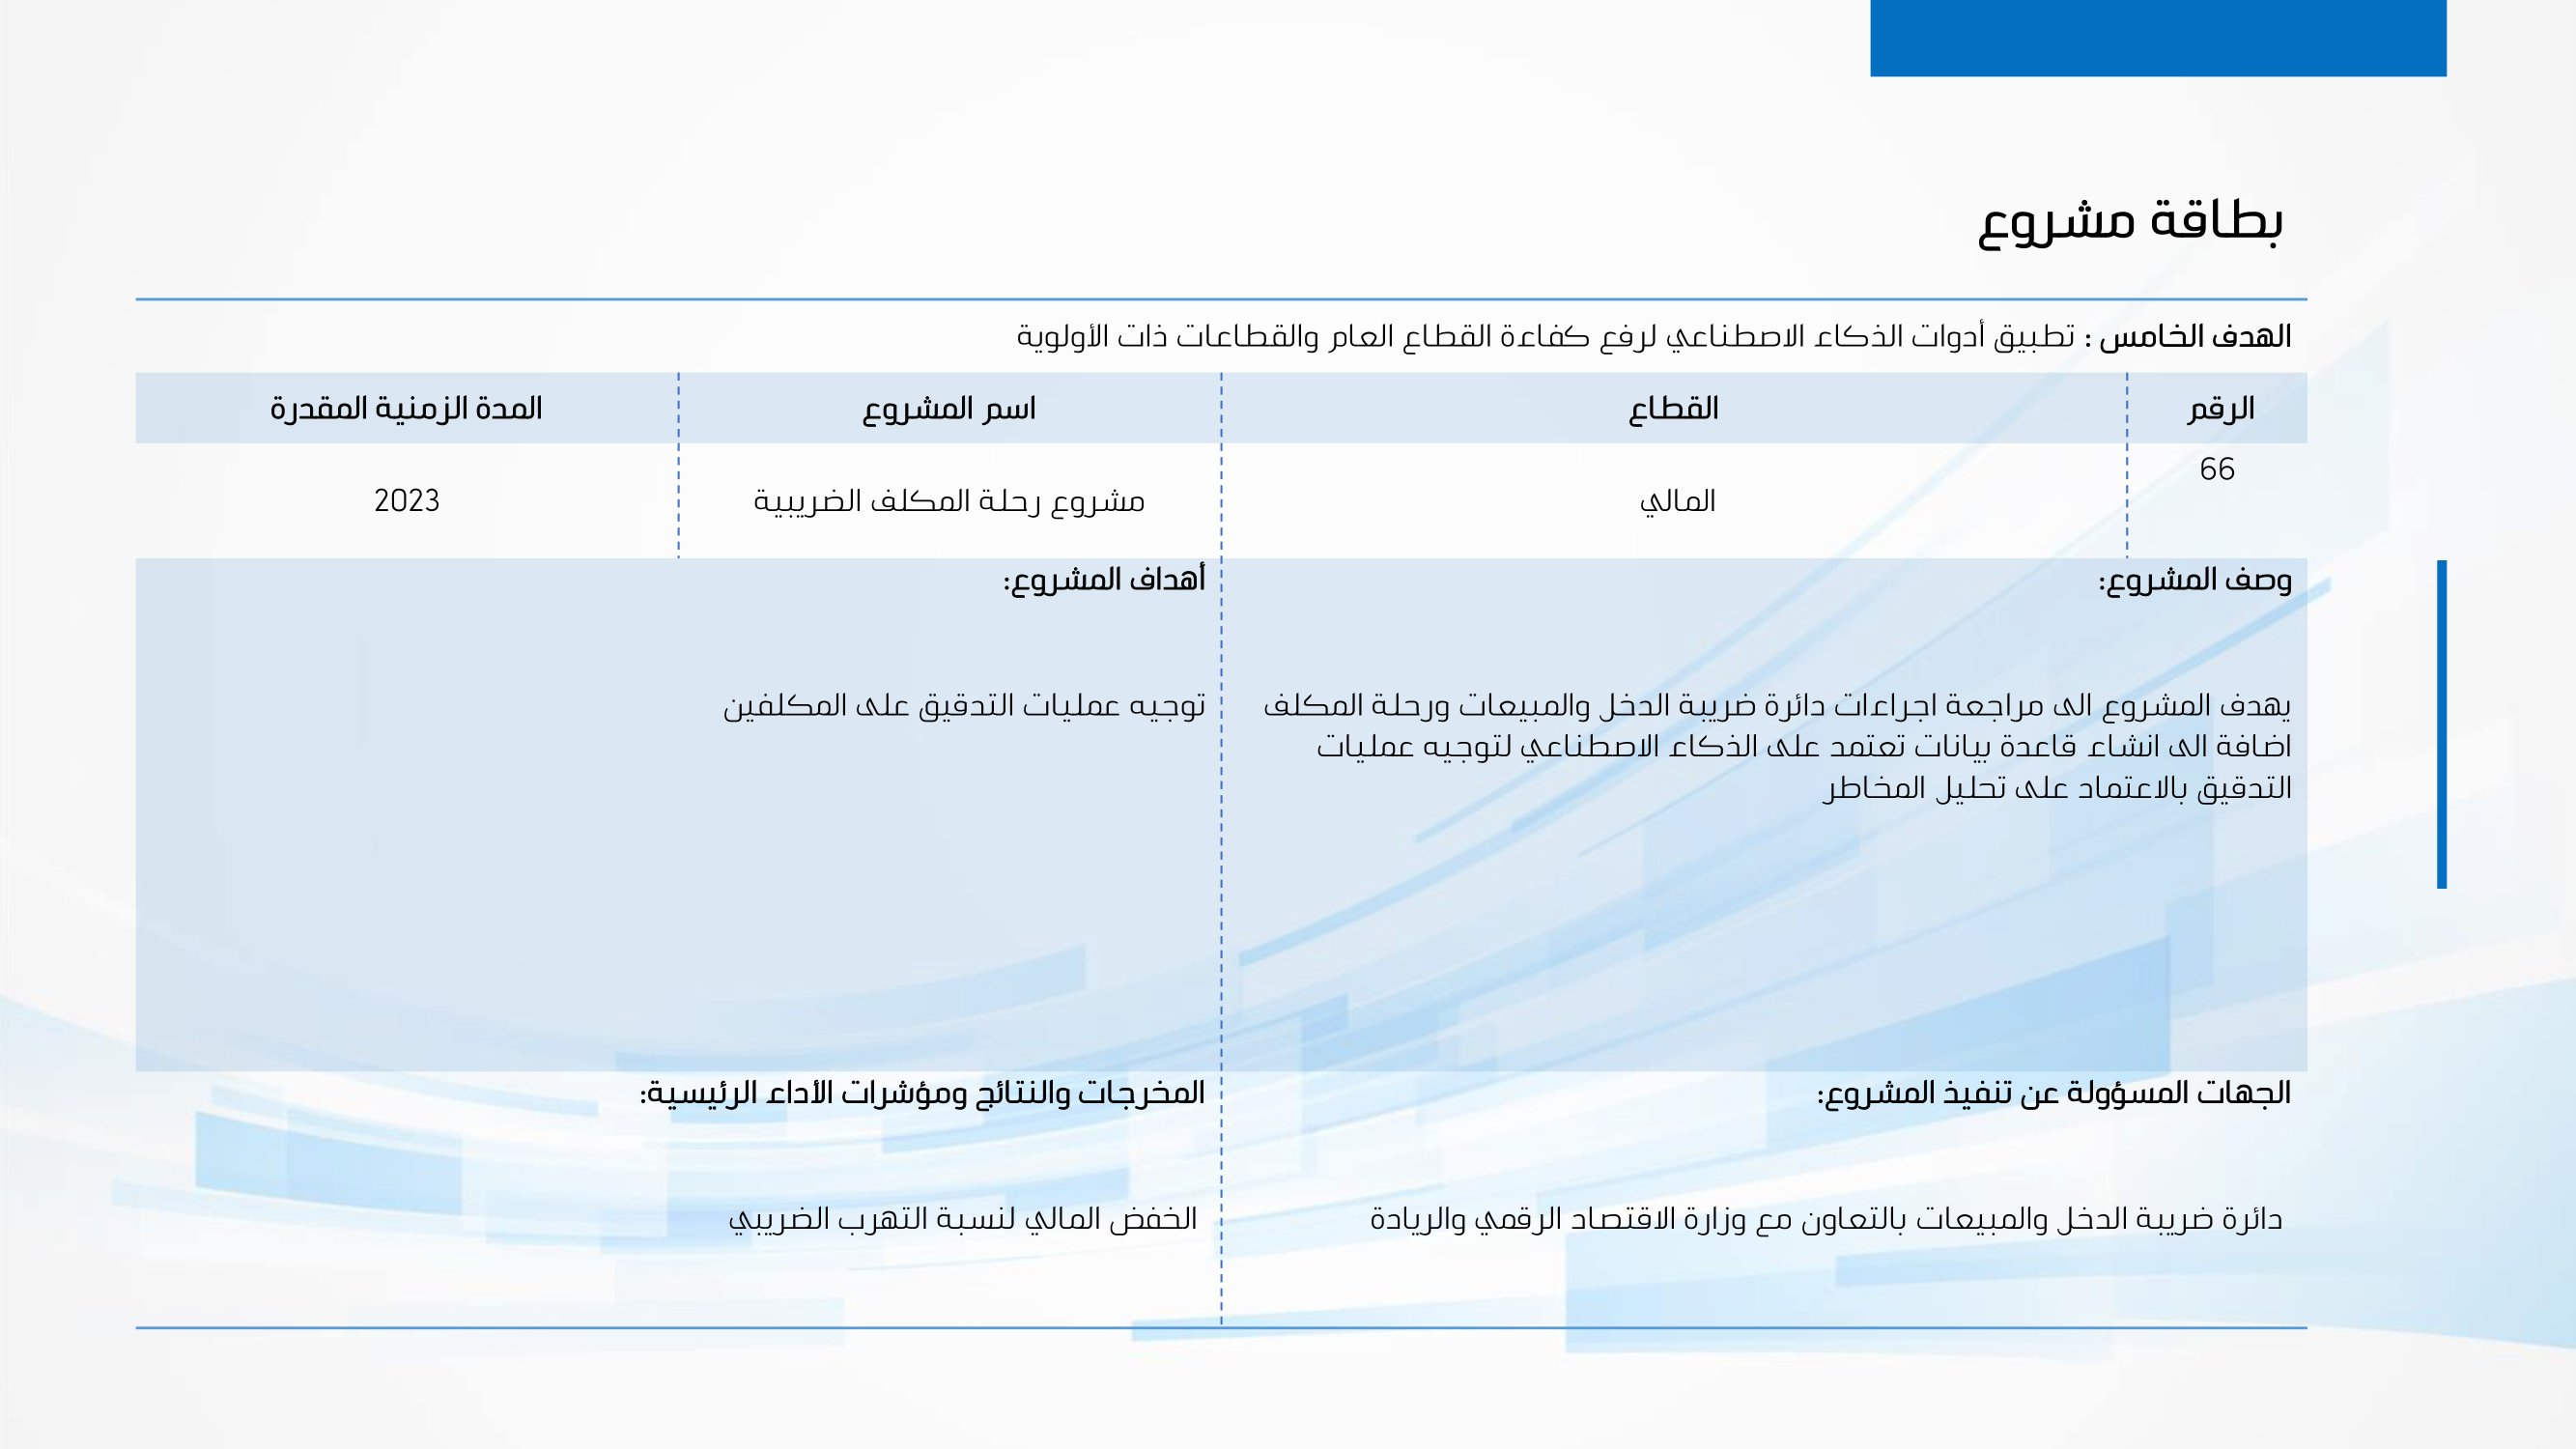 بطاقة مشروع
الهدف الخامس : تطبيق أدوات الذكاء الاصطناعي لرفع كفاءة القطاع العام والقطاعات ذات الأولوية
الرقم القطاع اسم المشروع المدة الزمنية المقدرة
66 المالي مشروع رحلة المكلف الضريبية 2023
وصف المشروع:
يهدف المشروع الى مراجعة اجراءات دائرة ضريبة الدخل والمبيعات ورحلة المكلف
اضافة الى انشاء قاعدة بيانات تعتمد على الذكاء الاصطناعي لتوجيه عمليات
التدقيق بالاعتماد على تحليل المخاطر
أهداف المشروع:
توجيه عمليات التدقيق على المكلفين
الجهات المسؤولة عن تنفيذ المشروع:
دائرة ضريبة الدخل والمبيعات بالتعاون مع وزارة الاقتصاد الرقمي والريادة
المخرجات والنتائج ومؤشرات الأداء الرئيسية:
الخفض المالي لنسبة التهرب الضريبي